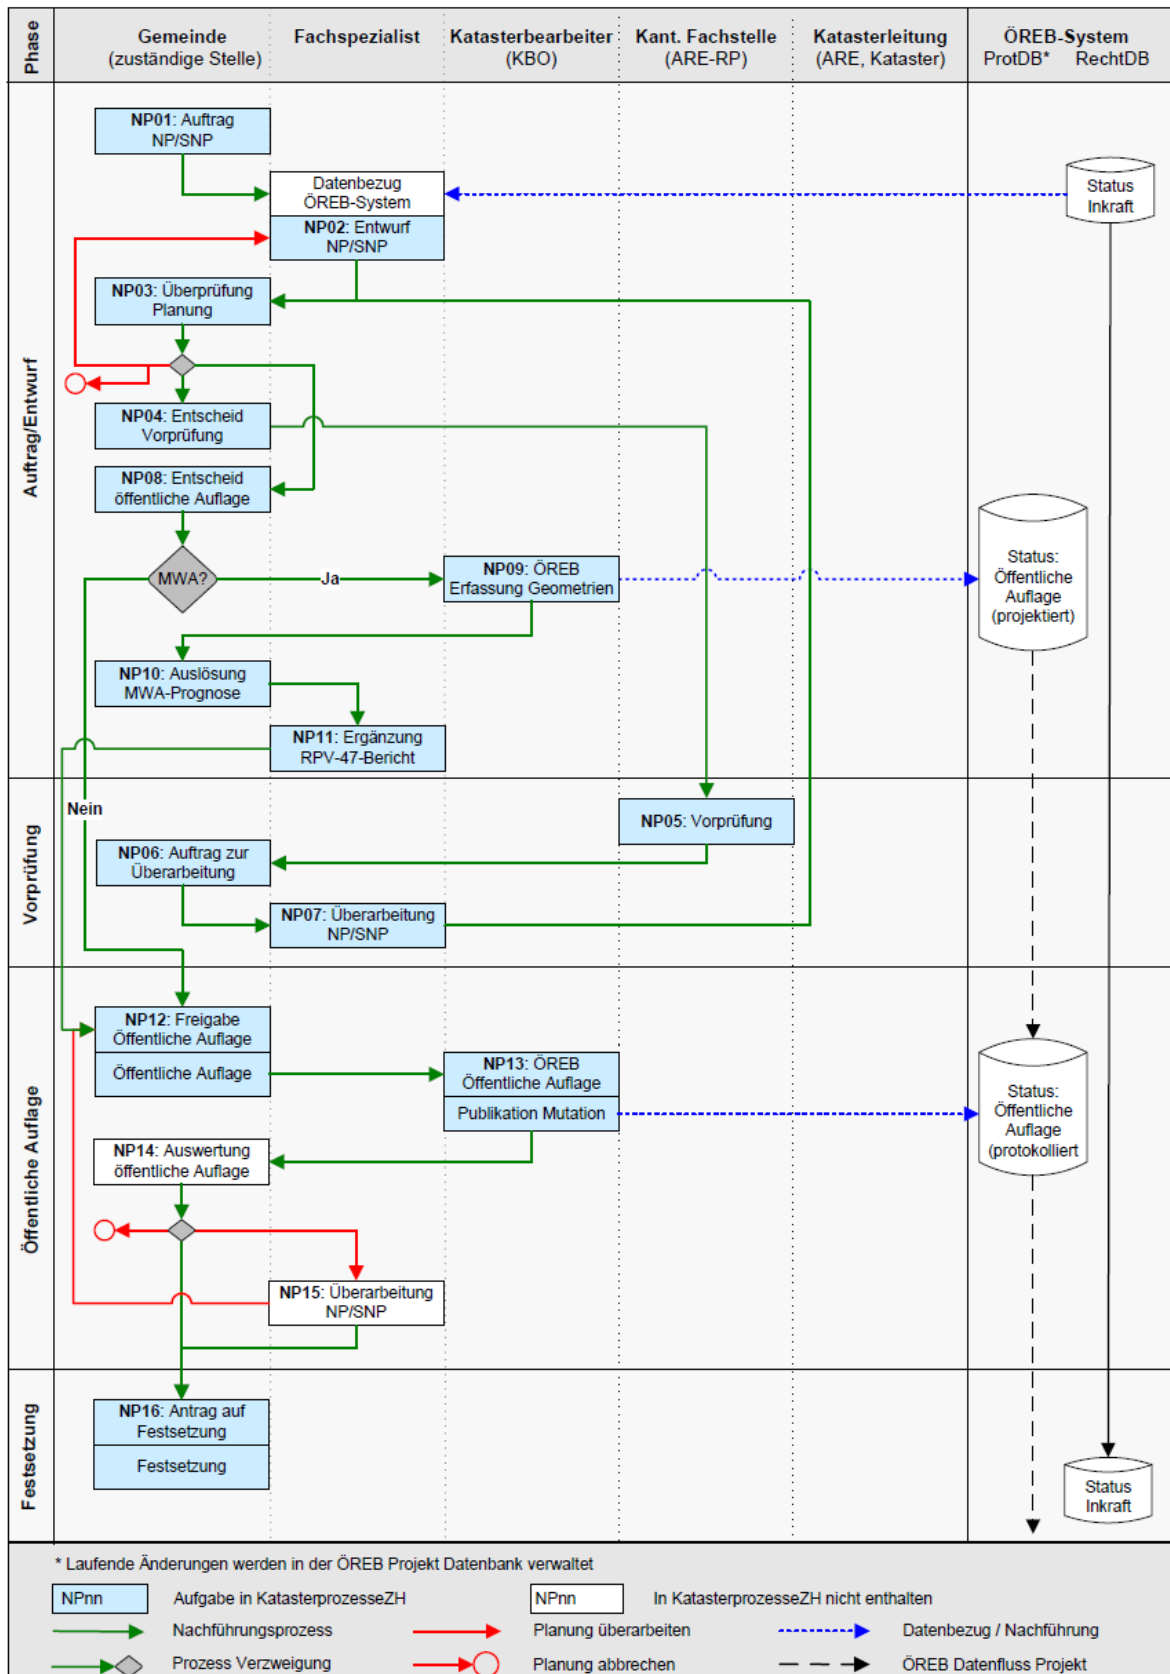 Phase
Gemeinde
(zuständige Stelle)
Fachspezialist
Katasterbearbeiter
(KBO)
Kant. Fachstelle
(ARE-RP)
Katasterleitung
(ARE, Kataster)
ÖREB-System
ProtDB* RechtDB
Auftrag/Entwurf
NP01: Auftrag
NP/SNP
Datenbezug
ÖREB-System
Status
Inkraft
NP02: Entwurf
NP/SNP
NP03: Überprüfung
Planung
NP04: Entscheid
Vorprüfung
NP08: Entscheid
öffentliche Auflage
MWA?
Ja
NP09: ÖREB
Erfassung Geometrien
Status:
Öffentliche
Auflage
(projektiert)
NP10: Auslösung
MWA-Prognose
NP11: Ergänzung
RPV-47-Bericht
Vorprüfung
Nein
NP05: Vorprüfung
NP06: Auftrag zur
Überarbeitung
NP07: Überarbeitung
NP/SNP
Öffentliche Auflage
NP12: Freigabe
Öffentliche Auflage
Öffentliche Auflage
NP13: ÖREB
Öffentliche Auflage
Publikation Mutation
Status:
Öffentliche
Auflage
(protokolliert
NP14: Auswertung
öffentliche Auflage
NP15: Überarbeitung
NP/SNP
Festsetzung
NP16: Antrag auf
Festsetzung
Festsetzung
Status
Inkraft
* Laufende Änderungen werden in der ÖREB Projekt Datenbank verwaltet
NPnn Aufgabe in KatasterprozesseZH NPnn In KatasterprozesseZH nicht enthalten
Nachführungsprozess Planung überarbeiten Datenbezug / Nachführung
Prozess Verzweigung Planung abbrechen ÖREB Datenfluss Projekt